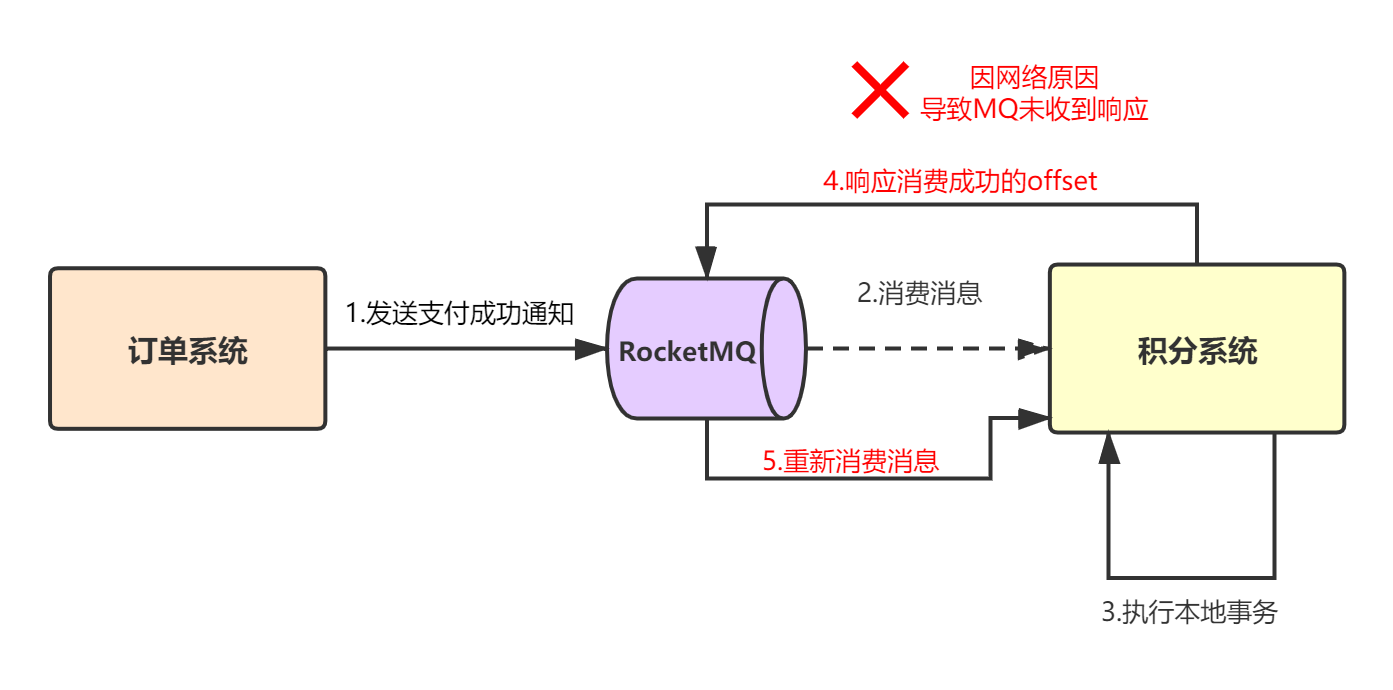 因网络原因
导致MQ未收到响应
4.响应消费成功的offset
1.发送支付成功通知
2.消费消息
订单系统
RocketMQ
积分系统
5.重新消费消息
3.执行本地事务